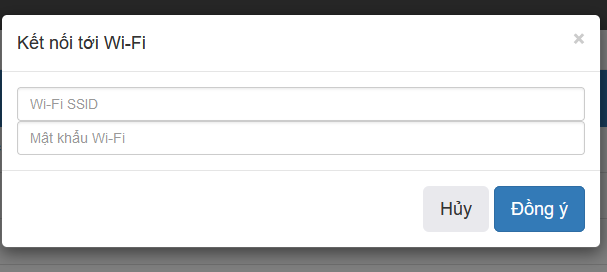 Kết nối tới Wi-Fi
×
Wi-Fi SSID
Mật khẩu Wi-Fi
Hủy Đồng ý